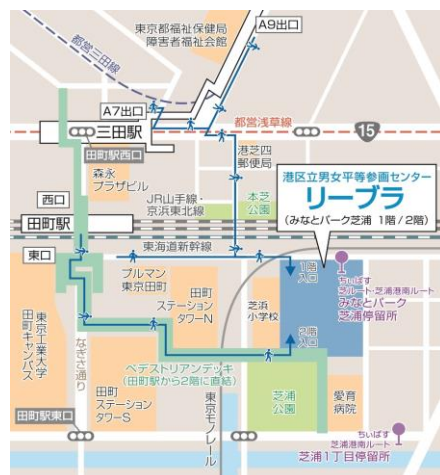 A9出口
東京都福祉保健局
障害者福祉会館
都営三田線
A7出口
三田駅
都営浅草線
15
田町駅西口
港芝四
郵便局
森永
プラザビル
港区立男女平等参画センター
リーブラ
(みなとパーク芝浦 1階/2階)
西口
JR山手線・
京浜東北線
本芝
公園
田町駅
東海道新幹線
東口
プルマン
東京田町
田町
ステーション
タワーN
芝浜
小学校
1階
入口
ちぃばす
芝ルート・芝浦港南ルート
みなとパーク
芝浦停留所
2階
入口
東京工業大学
田町キャンパス
なぎさ通り
ペデストリアンデッキ
(田町駅から2階に直結)
田町
ステーション
タワーS
東京モノレール
芝浦
公園
愛育
病院
田町駅東口
ちぃばす
芝浦港南ルート
芝浦1丁目停留所